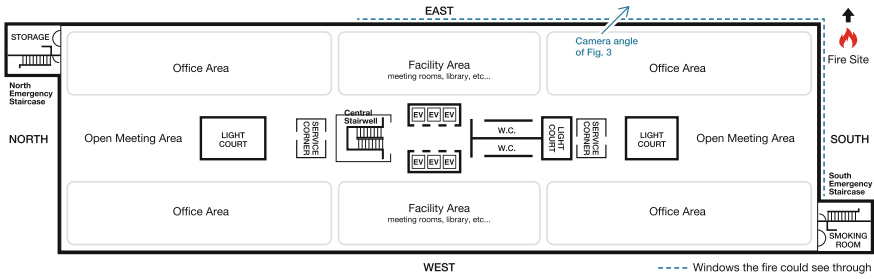 EAST
STORAGE
North
Emergency
Staircase
NORTH
Office Area
Facility Area
meeting rooms, library, etc...
Office Area
Camera angle
of Fig. 3
Fire Site
Open Meeting Area
LIGHT
COURT
SERVICE
CORNER
Central
Stairwell
EV EV EV
EV EV EV
W.C.
W.C.
LIGHT
COURT
SERVICE
CORNER
LIGHT
COURT
Open Meeting Area
SOUTH
South
Emergency
Staircase
SMOKING
ROOM
Office Area
Facility Area
meeting rooms, library, etc...
Office Area
WEST
Windows the fire could see through